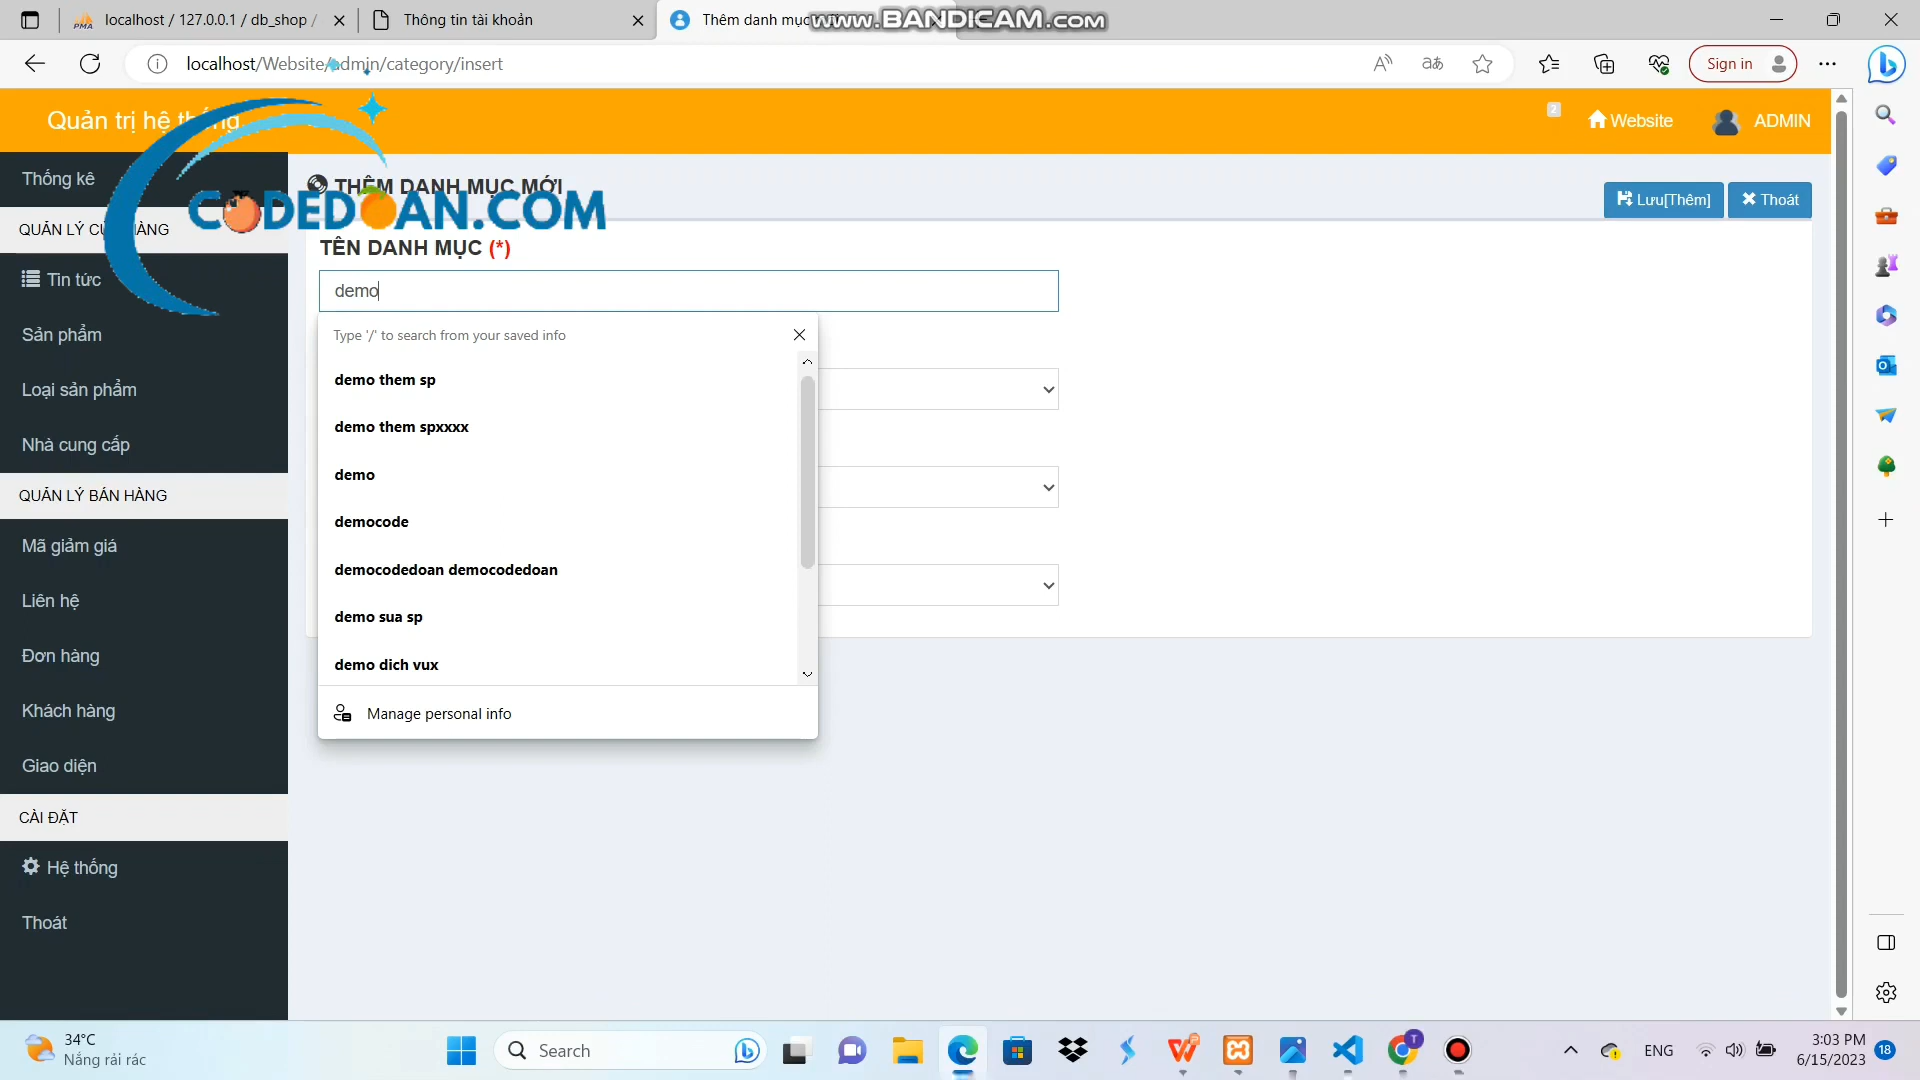 localhost / 127.0.0.1 / db_shop /
Thông tin tài khoản
Thêm danh mục
www.BANDICAM.com
localhost/Website/admin/category/insert
Sign in
Quản trị hệ thống
2
Website
ADMIN
Thống kê
THÊM DANH MỤC MỚI
Lưu[Thêm]
Thoát
CODEDOAN.COM
QUẢN LÝ CỬA HÀNG
TÊN DANH MỤC (*)
Tin tức
demo
Sản phẩm
Type '/' to search from your saved info
demo them sp
Loại sản phẩm
demo them spxxxx
Nhà cung cấp
demo
QUẢN LÝ BÁN HÀNG
democode
Mã giảm giá
democodedoan democodedoan
Liên hệ
demo sua sp
Đơn hàng
demo dich vux
Khách hàng
Manage personal info
Giao diện
CÀI ĐẶT
Hệ thống
Thoát
34°C
Nắng rải rác
Search
T
ENG
3:03 PM
6/15/2023
18